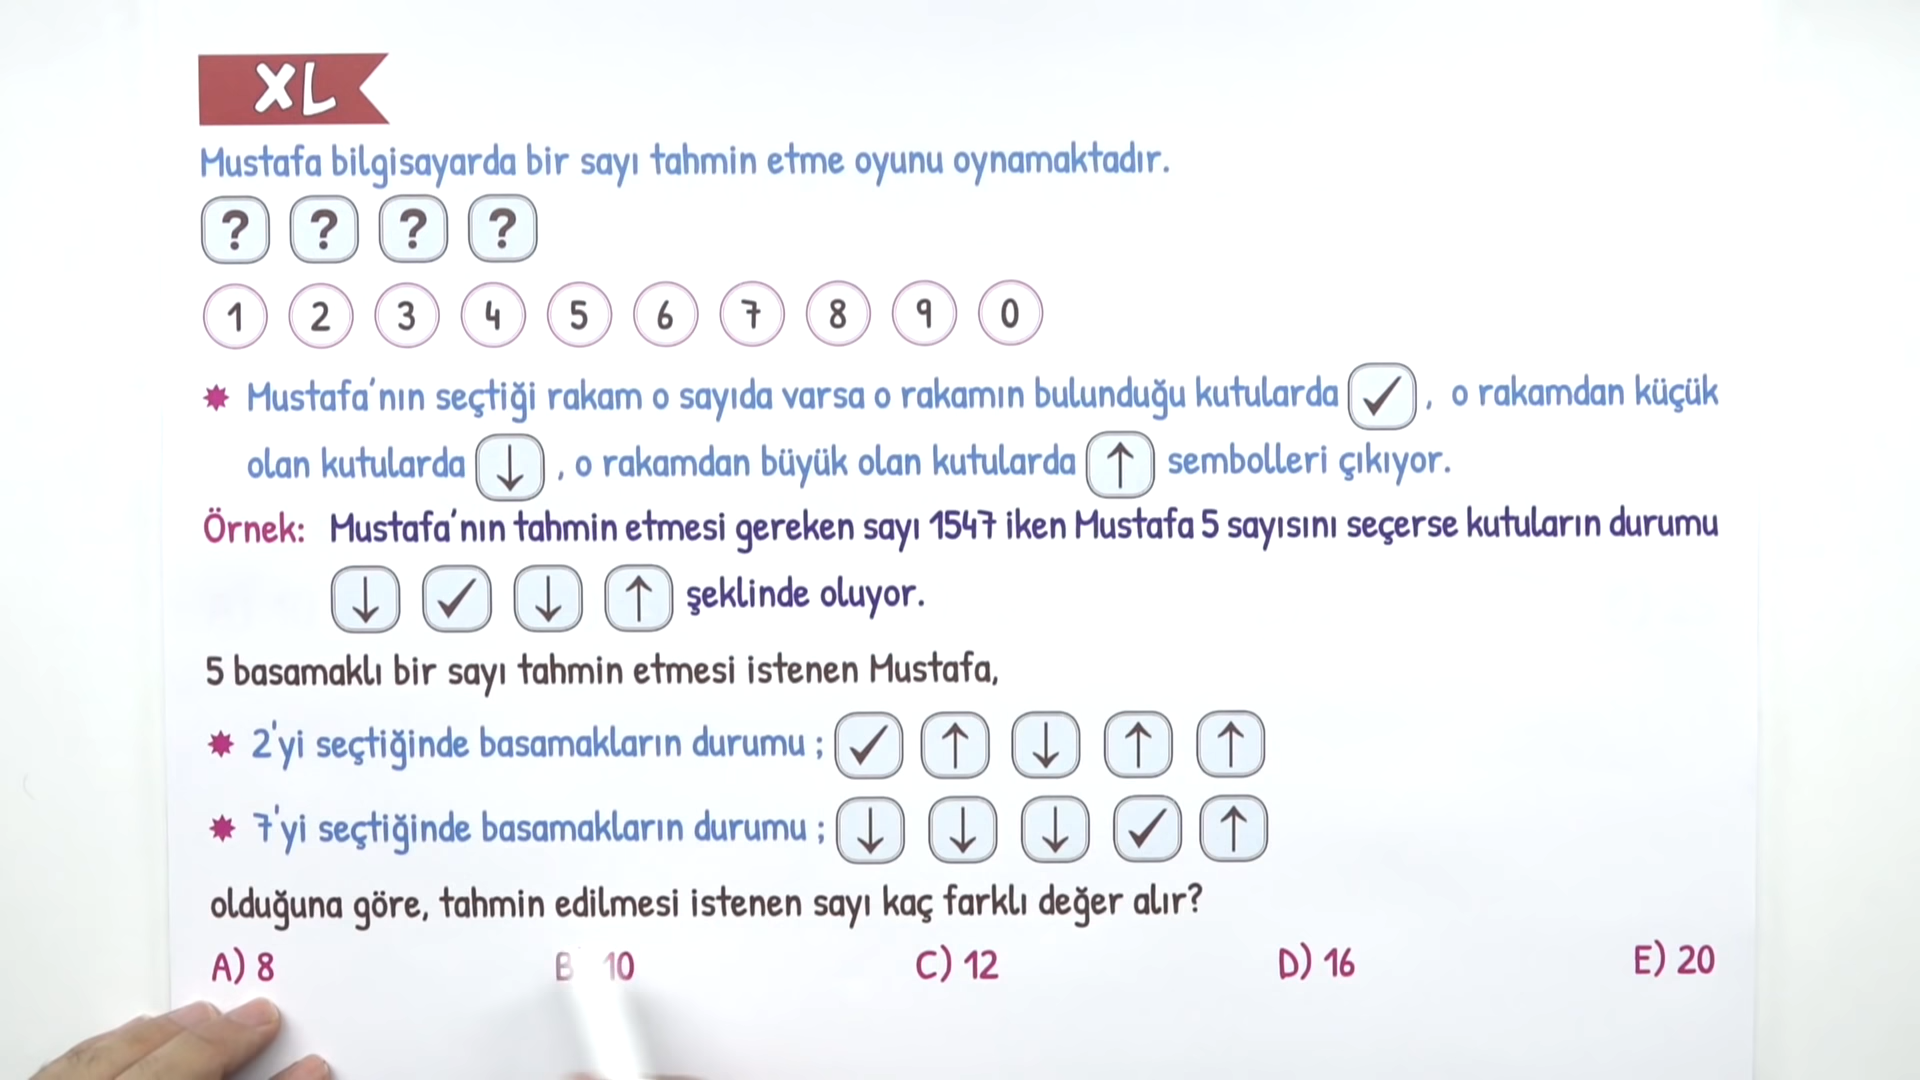 XL
Mustafa bilgisayarda bir sayı tahmin etme oyunu oynamaktadır.
? ? ? ?
1 2 3 4 5 6 7 8 9 0
Mustafa'nın seçtiği rakam o sayıda varsa o rakamın bulunduğu kutularda ✓, o rakamdan küçük
olan kutularda ↓, o rakamdan büyük olan kutularda ↑ sembolleri çıkıyor.
Örnek: Mustafa'nın tahmin etmesi gereken sayı 1547 iken Mustafa 5 sayısını seçerse kutuların durumu
↓ ✓ ↓ ↑ şeklinde oluyor.
5 basamaklı bir sayı tahmin etmesi istenen Mustafa,
2'yi seçtiğinde basamakların durumu ; ✓ ↑ ↓ ↑ ↑
7'yi seçtiğinde basamakların durumu ; ↓ ↓ ↓ ✓ ↑
olduğuna göre, tahmin edilmesi istenen sayı kaç farklı değer alır?
A) 8 B 10 C) 12 D) 16 E) 20